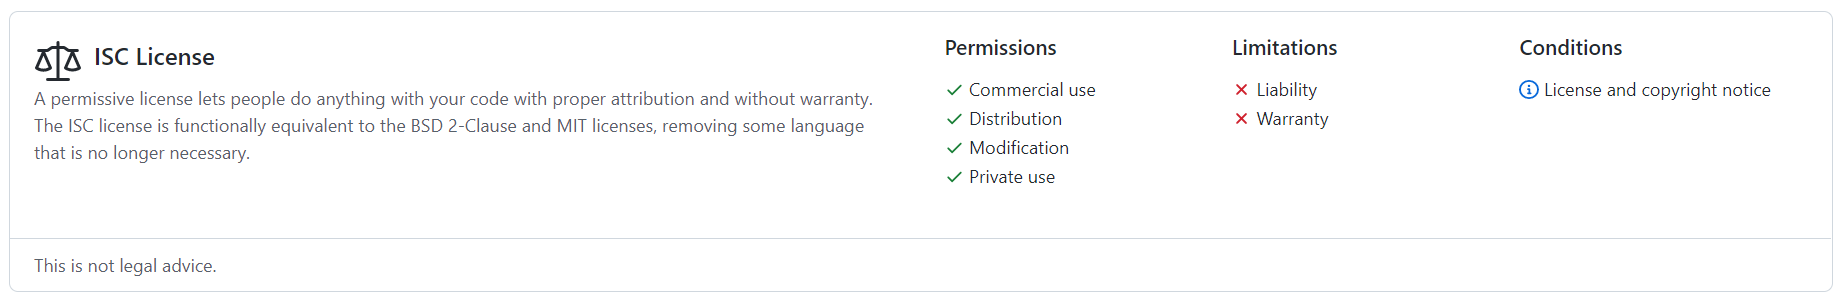 ISC License
A permissive license lets people do anything with your code with proper attribution and without warranty.
The ISC license is functionally equivalent to the BSD 2-Clause and MIT licenses, removing some language
that is no longer necessary.
Permissions
Commercial use
Distribution
Modification
Private use
Limitations
Liability
Warranty
Conditions
License and copyright notice
This is not legal advice.